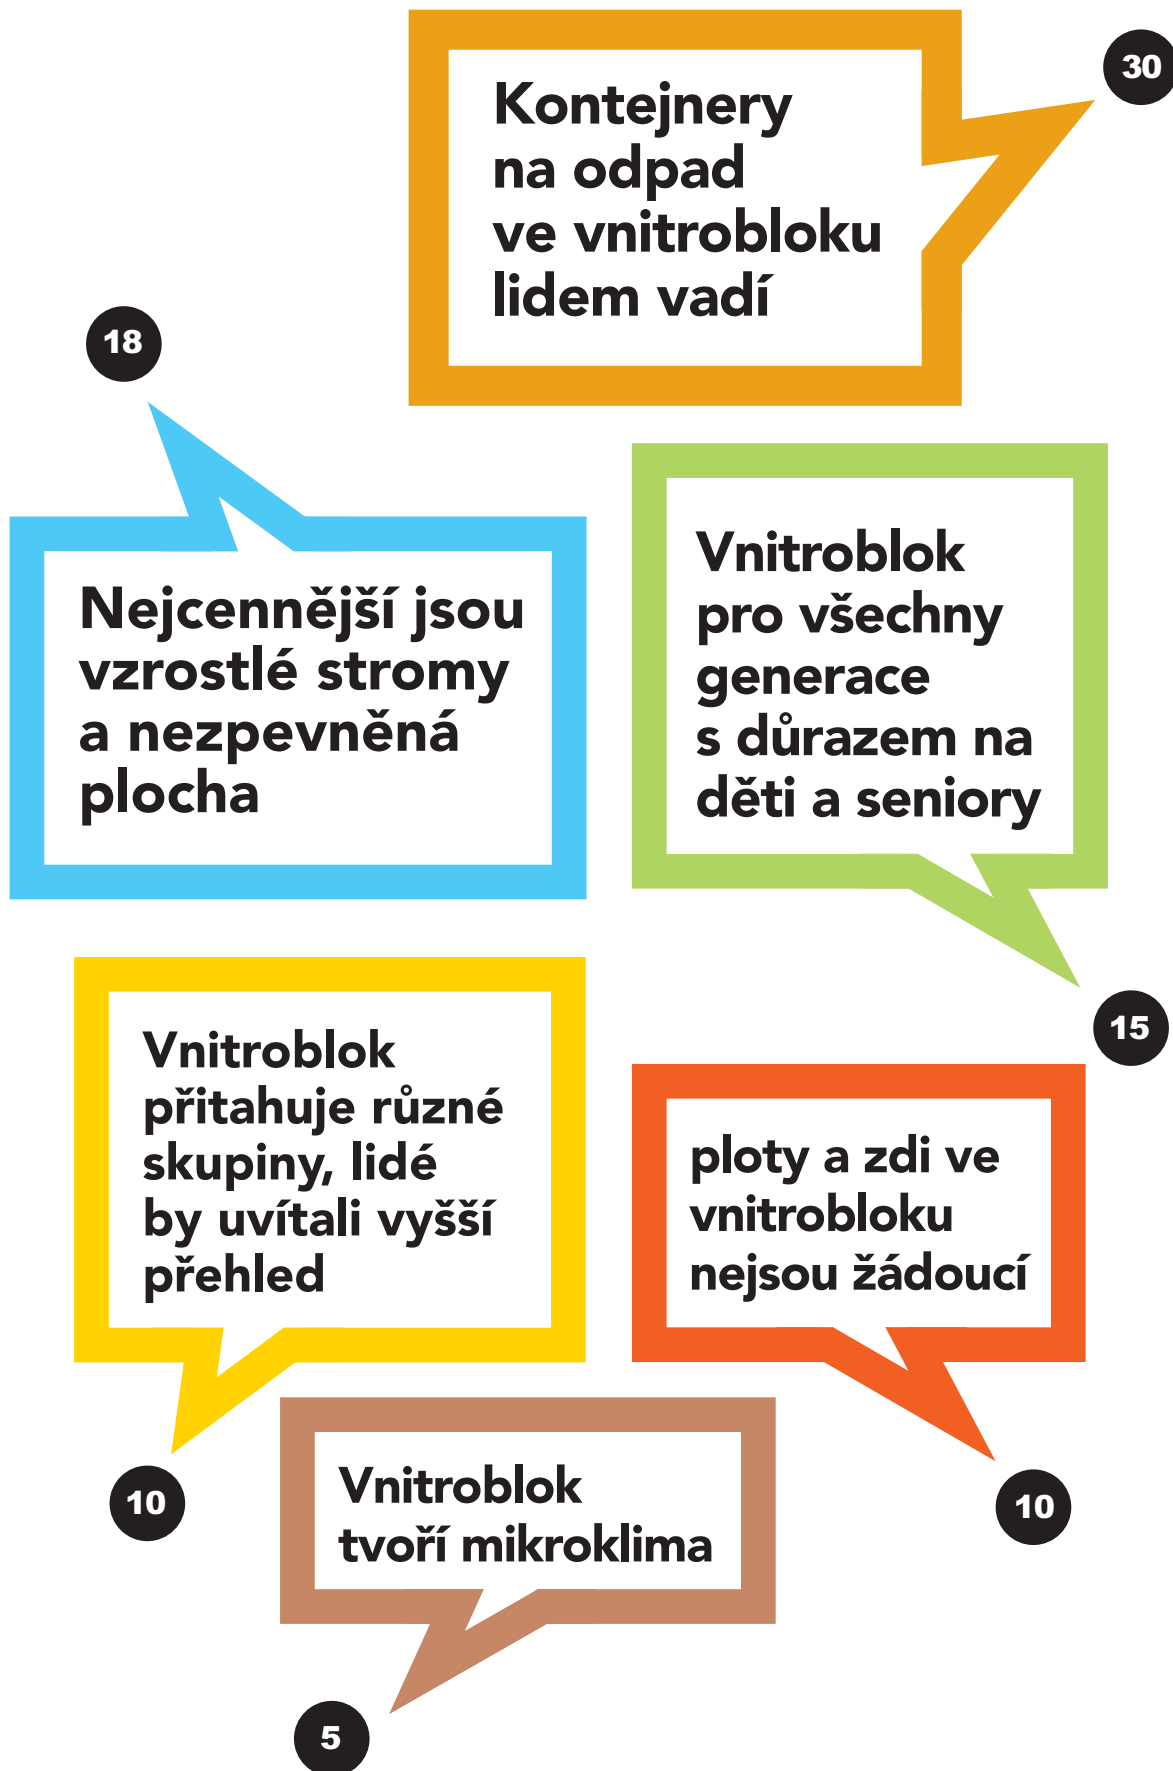 30
Kontejnery
na odpad
ve vnitrobloku
lidem vadí
18
Nejcennější jsou
vzrostlé stromy
a nezpevněná
plocha
Vnitroblok
pro všechny
generace
s důrazem na
děti a seniory
15
Vnitroblok
přitahuje různé
skupiny, lidé
by uvítali vyšší
přehled
10
ploty a zdi ve
vnitrobloku
nejsou žádoucí
10
Vnitroblok
tvoří mikroklima
5